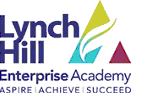 Lynch
Hill
Enterprise Academy
ASPIRE | ACHIEVE | SUCCEED